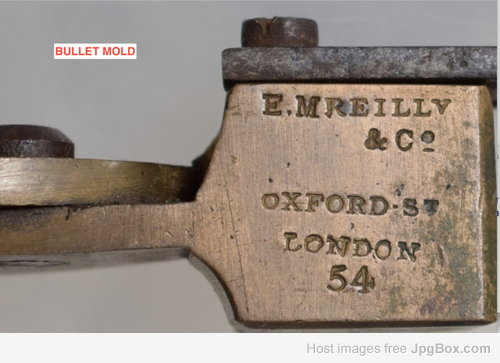 BULLET MOLD
E.M REILLY
& Co
OXFORD·ST
LONDON
54
Host images free JpgBox.com